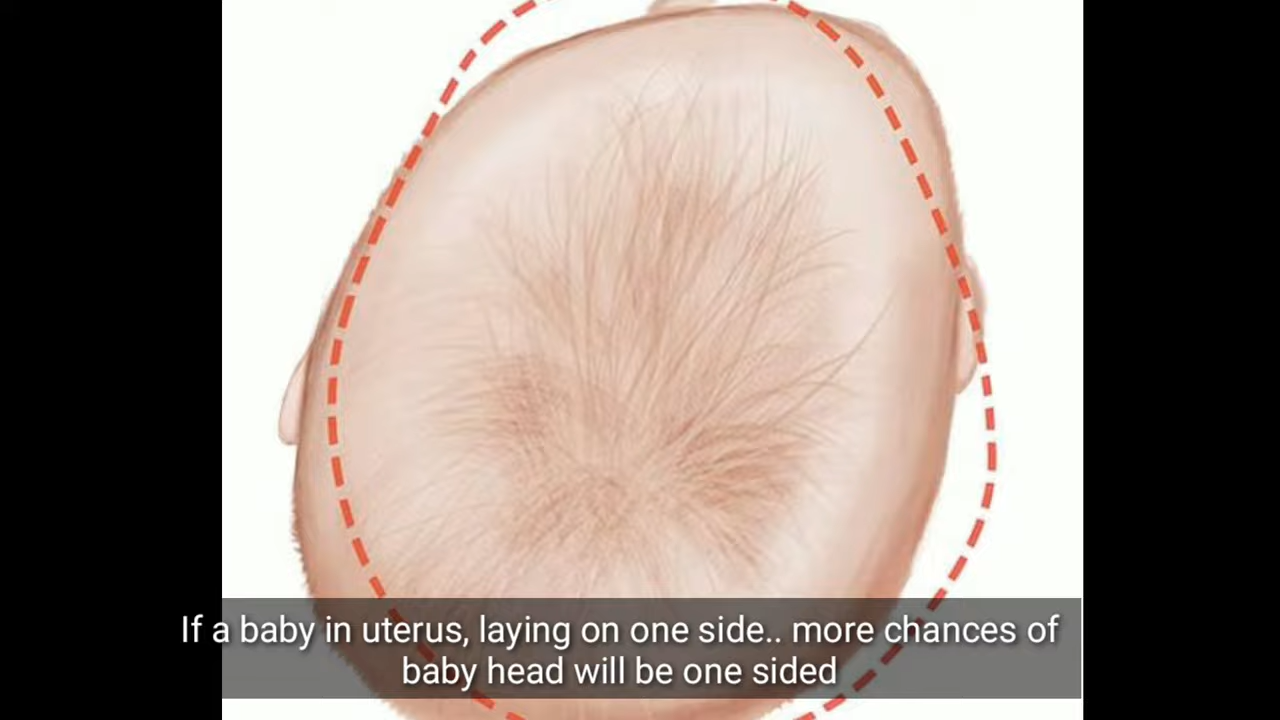 If a baby in uterus, laying on one side.. more chances of
baby head will be one sided